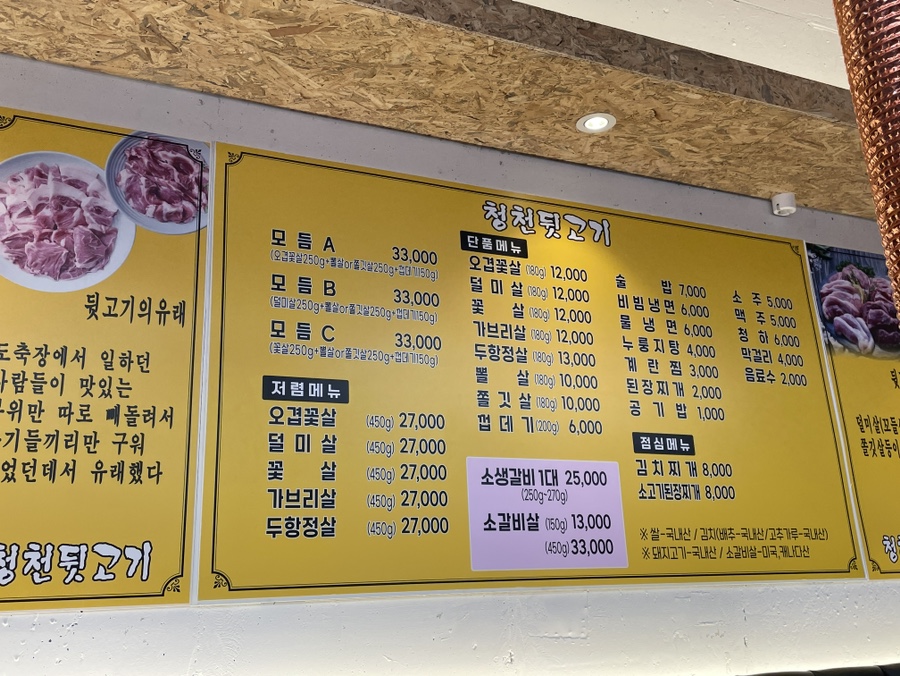 뒷고기의유래
도축장에서 일하던
사람들이 맛있는
부위만 따로 빼돌려서
자기들끼리만 구워
었던데서 유래했다
청천뒷고기
청천뒷고기
모듬 A 33,000
(오겹꽃살250g+뽈살or쫄깃살250g+껍데기150g)
모듬 B 33,000
(덜미살250g+뽈살or쫄깃살250g+껍데기150g)
모듬 C 33,000
(꽃살250g+뽈살or쫄깃살250g+껍데기150g)
저렴메뉴
오겹꽃살 (450g) 27,000
덜미살 (450g) 27,000
꽃살 (450g) 27,000
가브리살 (450g) 27,000
두항정살 (450g) 27,000
단품메뉴
오겹꽃살 (180g) 12,000
덜미살 (180g) 12,000
꽃살 (180g) 12,000
가브리살 (180g) 12,000
두항정살 (180g) 13,000
뽈살 (180g) 10,000
쫄깃살 (180g) 10,000
껍데기 (200g) 6,000
소생갈비 1대 25,000
(250g~270g)
소갈비살 (150g) 13,000
(450g) 33,000
술밥 7,000
비빔냉면 6,000
물냉면 6,000
누룽지탕 4,000
계란찜 3,000
된장찌개 2,000
공기밥 1,000
점심메뉴
김치찌개 8,000
소고기된장찌개 8,000
소주 5,000
맥주 5,000
청하 6,000
막걸리 4,000
음료수 2,000
※ 쌀-국내산 / 김치(배추-국내산/고추가루-국내산)
※ 돼지고기-국내산 / 소갈비살-미국,캐나다산
뒷
덜미살(꼬들
쫄깃살등이
청